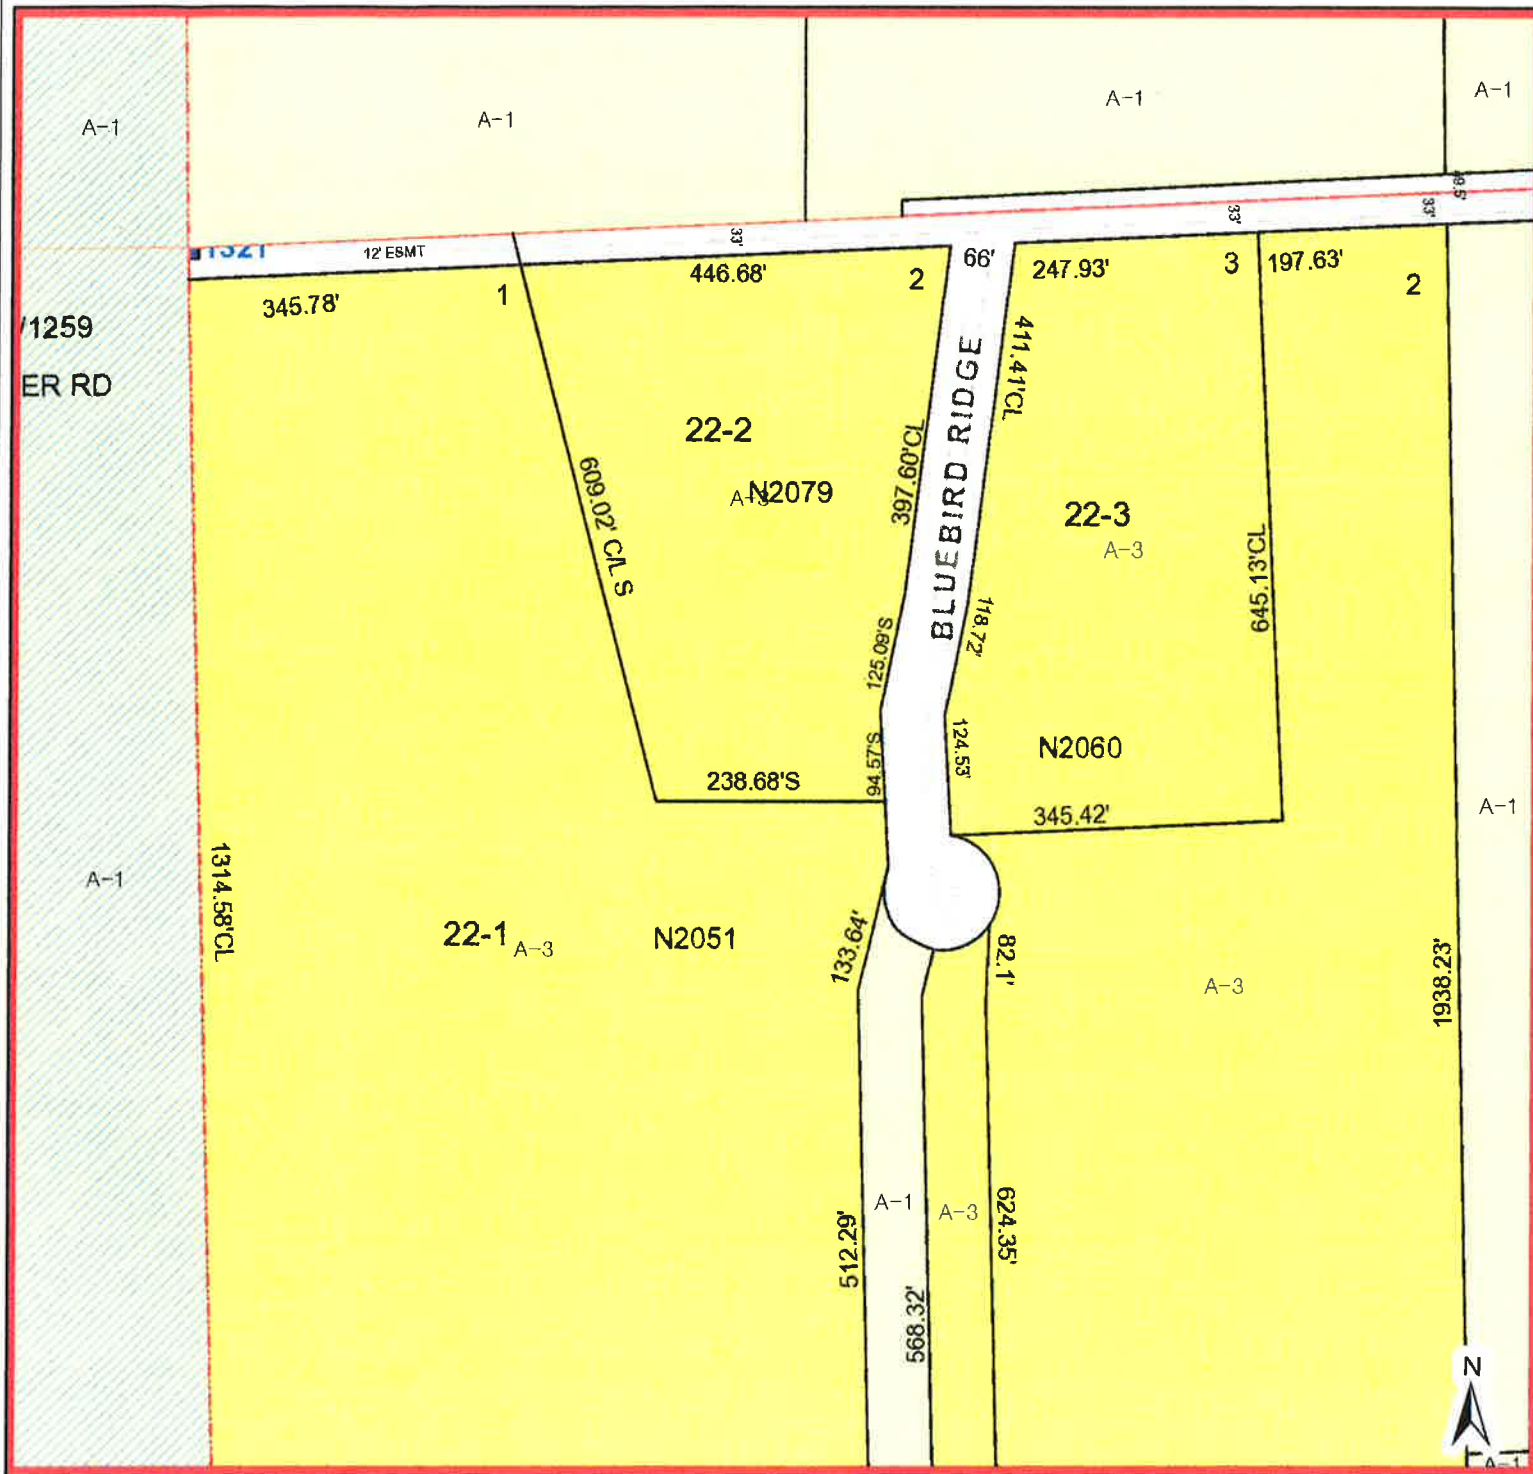 A-1
A-1
A-1
A-1
49.5'
33'
33'
33'
1321
12' ESMT
345.78'
1
446.68'
2
66'
247.93'
3
197.63'
2
/1259
ER RD
411.41'CL
BLUEBIRD RIDGE
397.60'CL
22-2
A-3
N2079
22-3
A-3
609.02' C/L S
645.13'CL
118.72'
125.09'S
94.57'S
124.53'
N2060
238.68'S
345.42'
A-1
1314.58'CL
A-1
22-1
A-3
N2051
133.64'
82.1'
A-3
1938.23'
A-1
A-3
624.35'
512.29'
568.32'
N
A-1